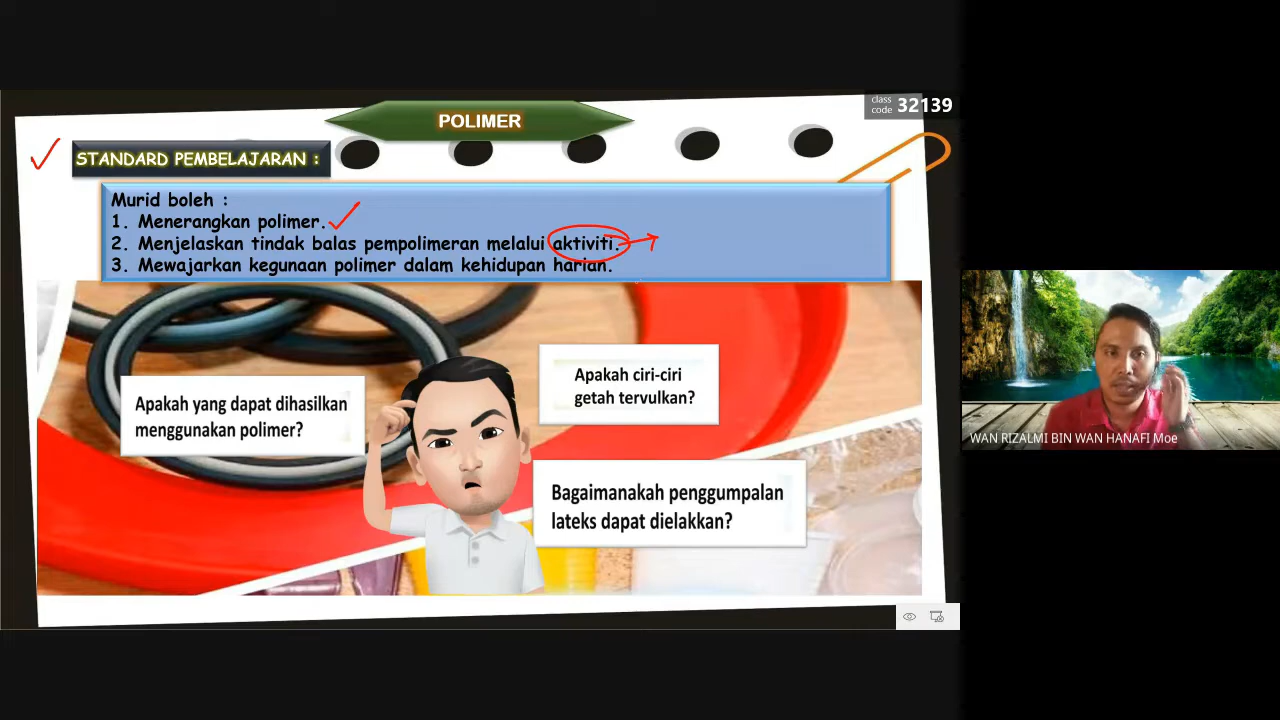 class
code 32139
POLIMER
STANDARD PEMBELAJARAN :
Murid boleh :
1. Menerangkan polimer.
2. Menjelaskan tindak balas pempolimeran melalui aktiviti.
3. Mewajarkan kegunaan polimer dalam kehidupan harian.
Apakah yang dapat dihasilkan
menggunakan polimer?
Apakah ciri-ciri
getah tervulkan?
Bagaimanakah penggumpalan
lateks dapat dielakkan?
WAN RIZALMI BIN WAN HANAFI Moe